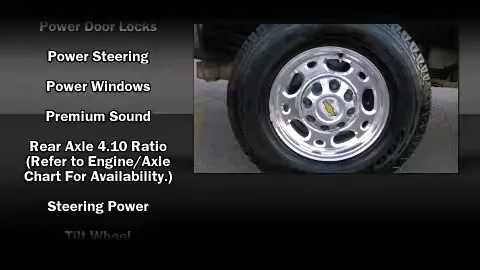 Power Door Locks
Power Steering
Power Windows
Premium Sound
Rear Axle 4.10 Ratio
(Refer to Engine/Axle
Chart For Availability.)
Steering Power
Tilt Wheel